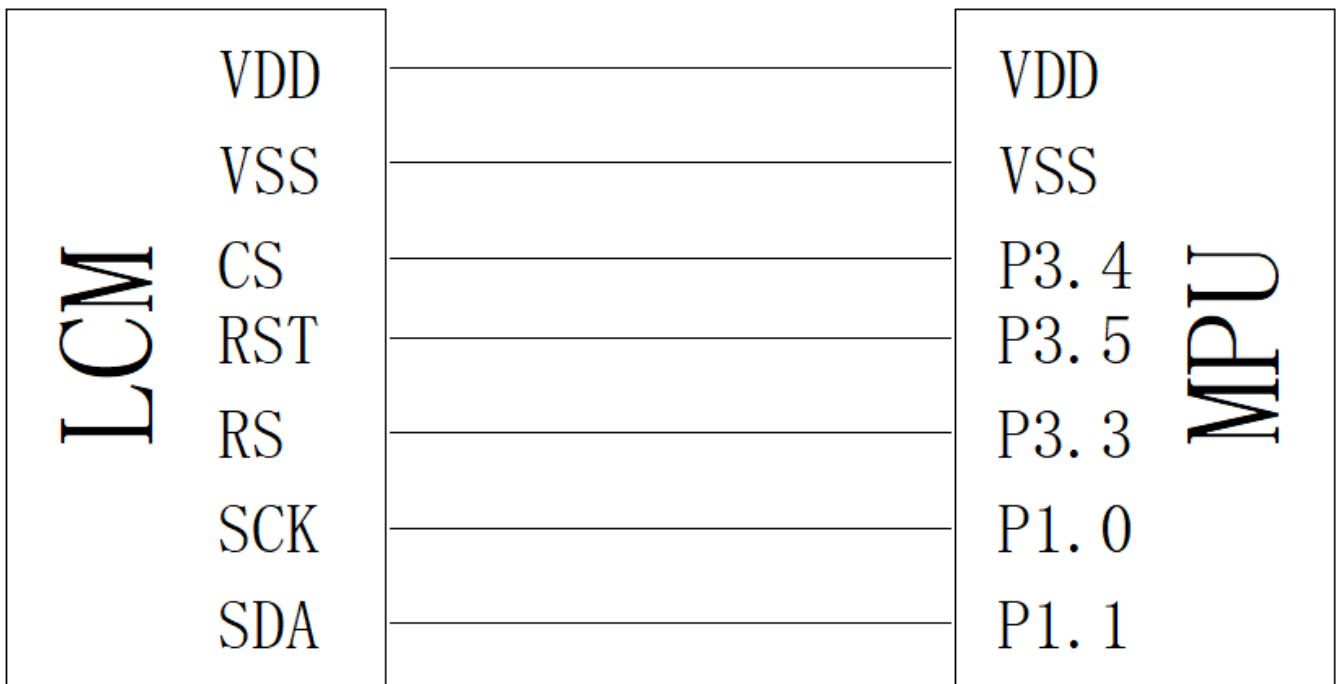 LCM
VDD VDD
VSS VSS
CS P3.4
RST P3.5
RS P3.3
SCK P1.0
SDA P1.1
MPU